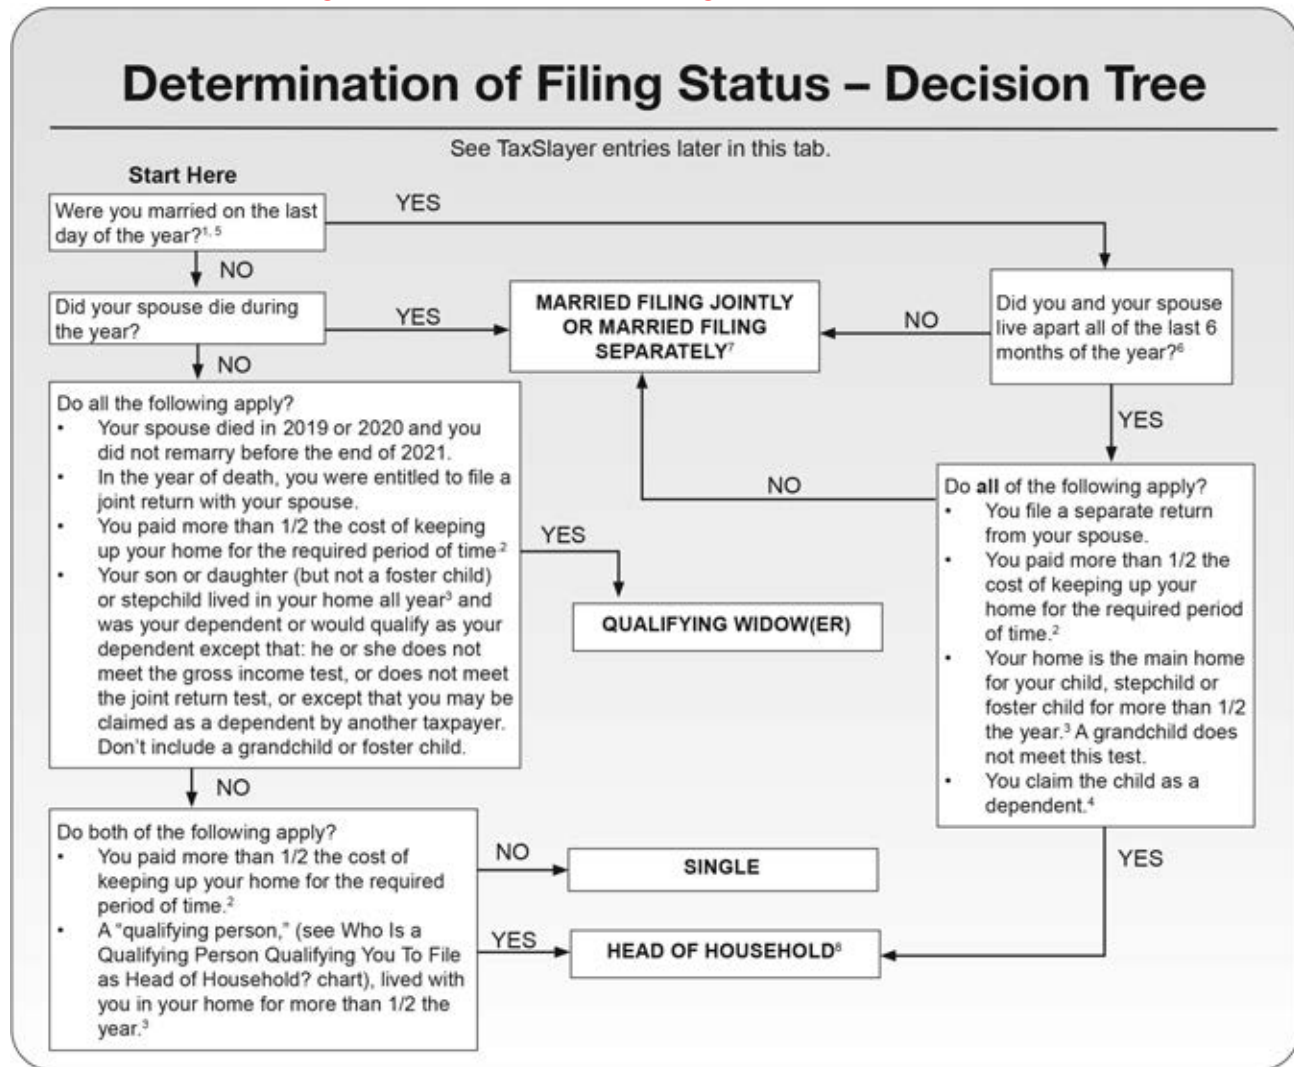 Determination of Filing Status – Decision Tree
See TaxSlayer entries later in this tab.
Start Here
Were you married on the last
day of the year?1, 5
YES
NO
Did your spouse die during
the year?
YES
MARRIED FILING JOINTLY
OR MARRIED FILING
SEPARATELY7
NO
Did you and your spouse
live apart all of the last 6
months of the year?6
NO
YES
Do all the following apply?
• Your spouse died in 2019 or 2020 and you
did not remarry before the end of 2021.
• In the year of death, you were entitled to file a
joint return with your spouse.
• You paid more than 1/2 the cost of keeping
up your home for the required period of time.2
• Your son or daughter (but not a foster child)
or stepchild lived in your home all year3 and
was your dependent or would qualify as your
dependent except that: he or she does not
meet the gross income test, or does not meet
the joint return test, or except that you may be
claimed as a dependent by another taxpayer.
Don't include a grandchild or foster child.
YES
QUALIFYING WIDOW(ER)
NO
Do all of the following apply?
• You file a separate return
from your spouse.
• You paid more than 1/2 the
cost of keeping up your
home for the required period
of time.2
• Your home is the main home
for your child, stepchild or
foster child for more than 1/2
the year.3 A grandchild does
not meet this test.
• You claim the child as a
dependent.4
NO
YES
Do both of the following apply?
• You paid more than 1/2 the cost of
keeping up your home for the required
period of time.2
• A “qualifying person,” (see Who Is a
Qualifying Person Qualifying You To File
as Head of Household? chart), lived with
you in your home for more than 1/2 the
year.3
NO
SINGLE
YES
HEAD OF HOUSEHOLD8